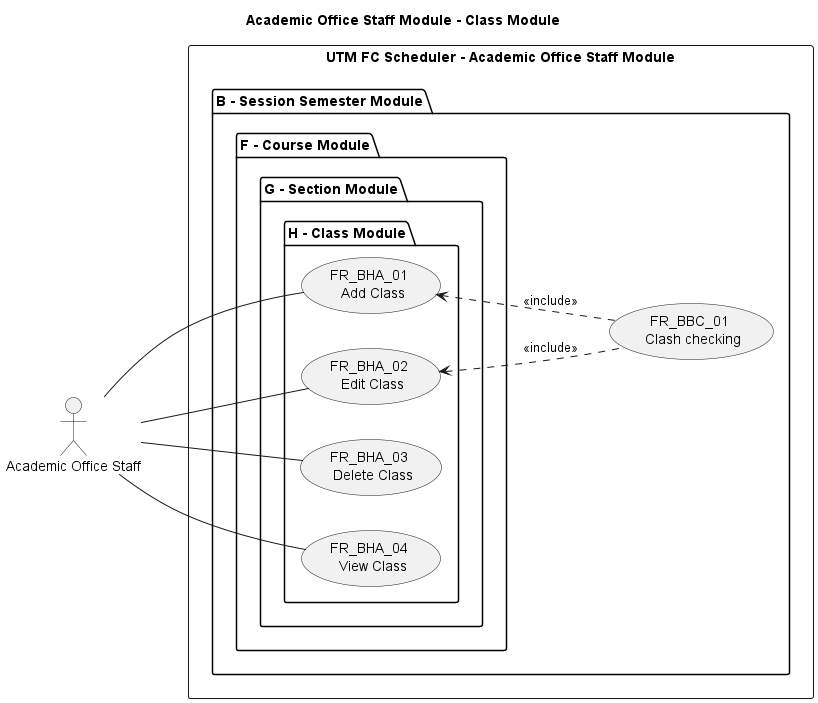 Academic Office Staff Module - Class Module
UTM FC Scheduler - Academic Office Staff Module
B - Session Semester Module
F - Course Module
G - Section Module
H - Class Module
FR_BHA_01
Add Class
«include»
FR_BBC_01
Clash checking
«include»
FR_BHA_02
Edit Class
Academic Office Staff
FR_BHA_03
Delete Class
FR_BHA_04
View Class